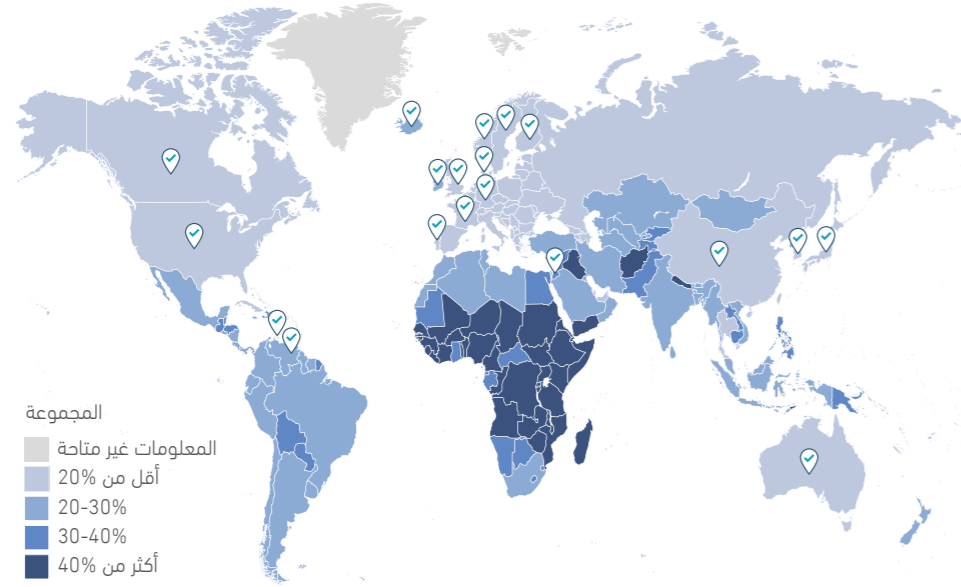 المجموعة
المعلومات غير متاحة
أقل من 20%
20-30%
30-40%
أكثر من 40%